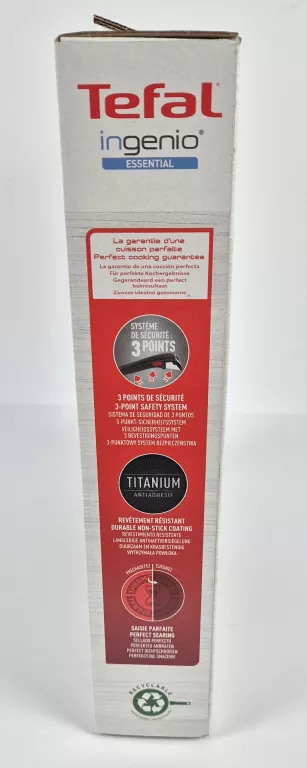 Tefal
ingenio®
ESSENTIAL
La garantie d'une
cuisson parfaite
Perfect cooking guarantee
La garantía de una cocción perfecta
Für perfekte Kochergebnisse
Gegarandeerd een perfect
bakresultaat
Zawsze idealne gotowanie
SYSTÈME
DE SÉCURITÉ :
3 POINTS
3 POINTS DE SÉCURITÉ
3-POINT SAFETY SYSTEM
SISTEMA DE SEGURIDAD DE 3 PUNTOS
3-PUNKT-SICHERHEITSSYSTEM
VEILIGHEIDSSYSTEEM MET
3 BEVESTIGINGSPUNTEN
3-PUNKTOWY SYSTEM BEZPIECZEŃSTWA
TITANIUM
ANTIADHÉSIF
REVÊTEMENT RÉSISTANT
DURABLE NON-STICK COATING
REVESTIMIENTO RESISTENTE
LANGLEBIGE ANTIHAFTVERSIEGELUNG
DUURZAAM EN KRASBESTENDIG
WYTRZYMAŁA POWŁOKA
PRÉCHAUFFEZ CUISINEZ
SAISIE PARFAITE
PERFECT SEARING
SELLADO PERFECTO
PERFEKTES ANBRATEN
PERFECT DICHTSCHROEIEN
PERFEKCYJNE SMAŻENIE
RECYCLABLE